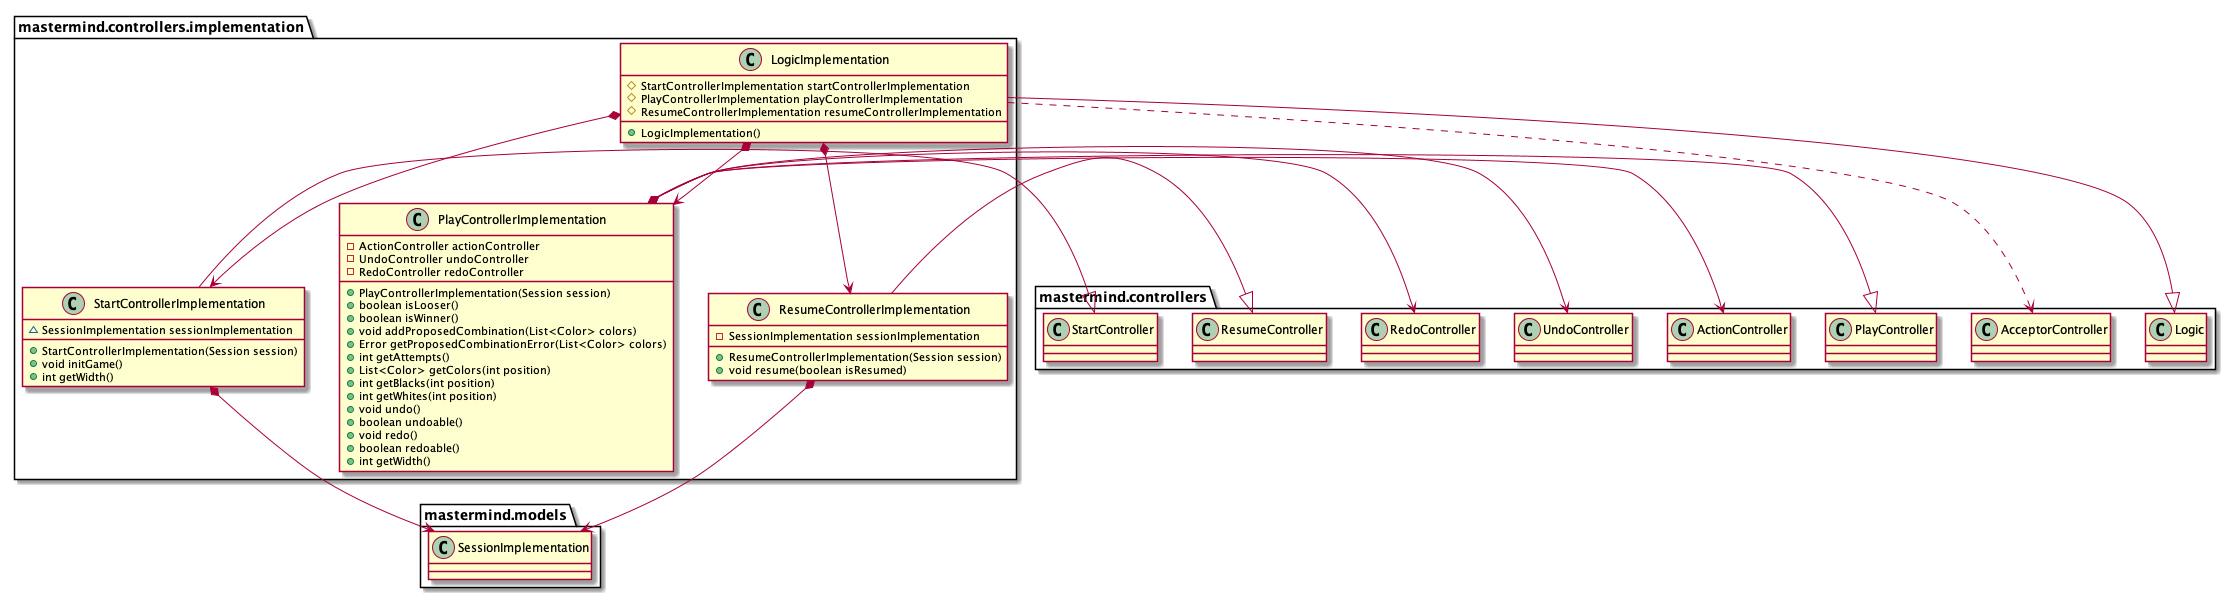 mastermind.controllers.implementation
C LogicImplementation
StartControllerImplementation startControllerImplementation
PlayControllerImplementation playControllerImplementation
ResumeControllerImplementation resumeControllerImplementation
LogicImplementation()
C PlayControllerImplementation
ActionController actionController
UndoController undoController
RedoController redoController
PlayControllerImplementation(Session session)
boolean isLooser()
boolean isWinner()
void addProposedCombination(List<Color> colors)
Error getProposedCombinationError(List<Color> colors)
int getAttempts()
List<Color> getColors(int position)
int getBlacks(int position)
int getWhites(int position)
void undo()
boolean undoable()
void redo()
boolean redoable()
int getWidth()
C StartControllerImplementation
SessionImplementation sessionImplementation
StartControllerImplementation(Session session)
void initGame()
int getWidth()
C ResumeControllerImplementation
SessionImplementation sessionImplementation
ResumeControllerImplementation(Session session)
void resume(boolean isResumed)
mastermind.controllers
C StartController
C ResumeController
C RedoController
C UndoController
C ActionController
C PlayController
C AcceptorController
C Logic
mastermind.models
C SessionImplementation